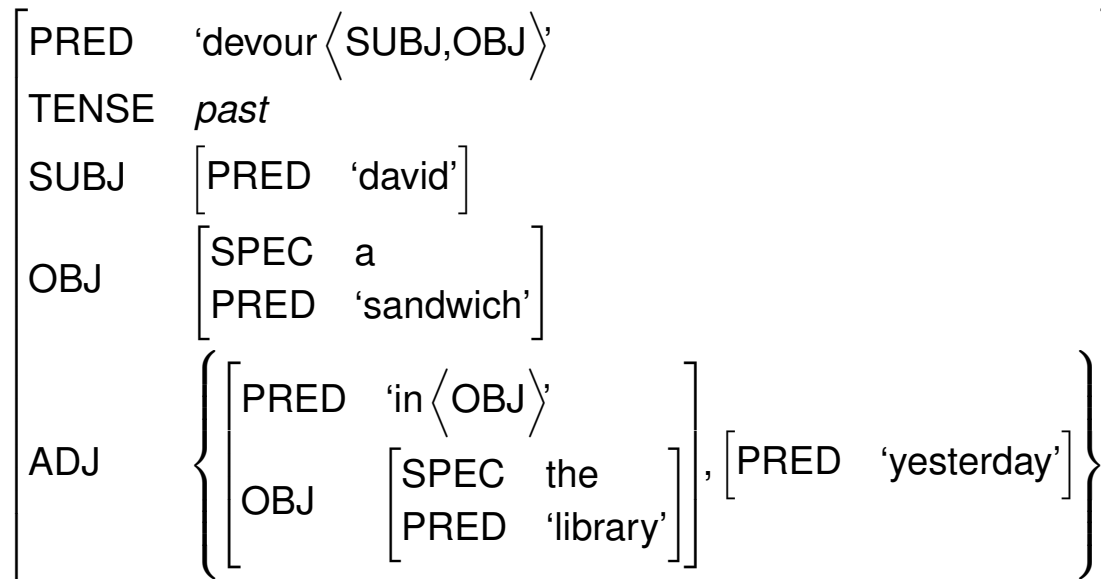 PRED ‘devour⟨SUBJ,OBJ⟩’
TENSE past
SUBJ [PRED ‘david’]
OBJ [SPEC a
PRED ‘sandwich’]
ADJ {[PRED ‘in⟨OBJ⟩’
OBJ [SPEC the
PRED ‘library’]], [PRED ‘yesterday’]}